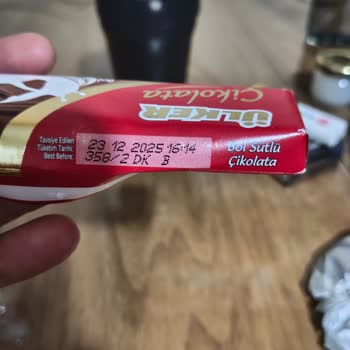 ÜLKER
Çikolata
Tavsiye Edilen
Tüketim Tarihi:
Best Before:
23 12 2025 16:14
358/2 DK B
Bol Sütlü
Çikolata